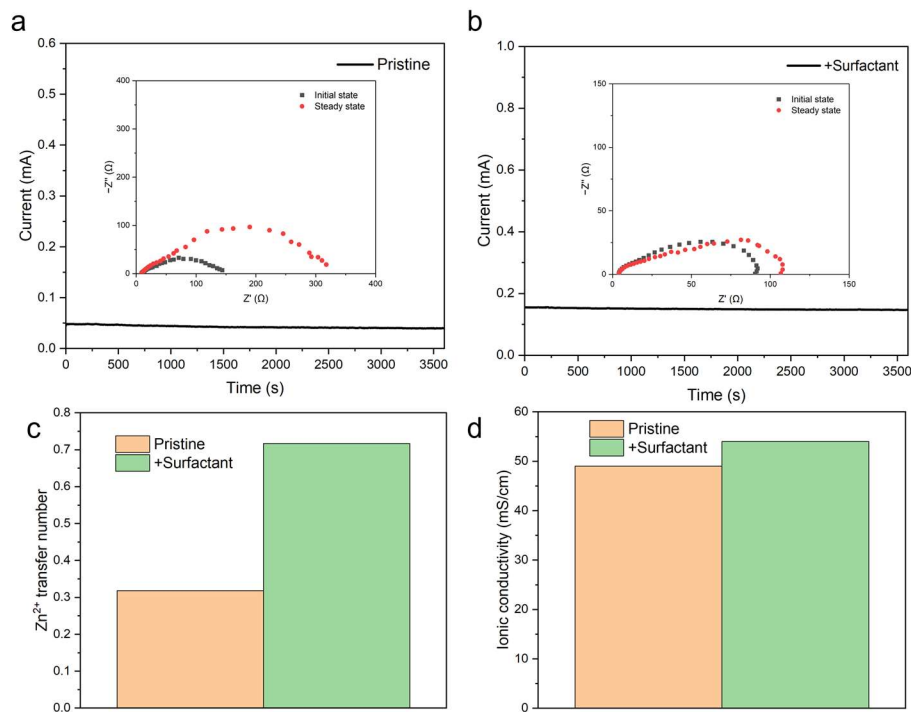 a
Pristine
Current (mA)
0.6
0.5
0.4
0.3
0.2
0.1
0.0
0 500 1000 1500 2000 2500 3000 3500
Time (s)
Initial state
Steady state
−Z'' (Ω)
400
300
200
100
0
0 100 200 300 400
Z' (Ω)
b
+Surfactant
Current (mA)
1.0
0.8
0.6
0.4
0.2
0.0
0 500 1000 1500 2000 2500 3000 3500
Time (s)
Initial state
Steady state
−Z'' (Ω)
150
100
50
0
0 50 100 150
Z' (Ω)
c
Pristine
+Surfactant
Zn²⁺ transfer number
0.8
0.7
0.6
0.5
0.4
0.3
0.2
0.1
0.0
d
Pristine
+Surfactant
Ionic conductivity (mS/cm)
60
50
40
30
20
10
0